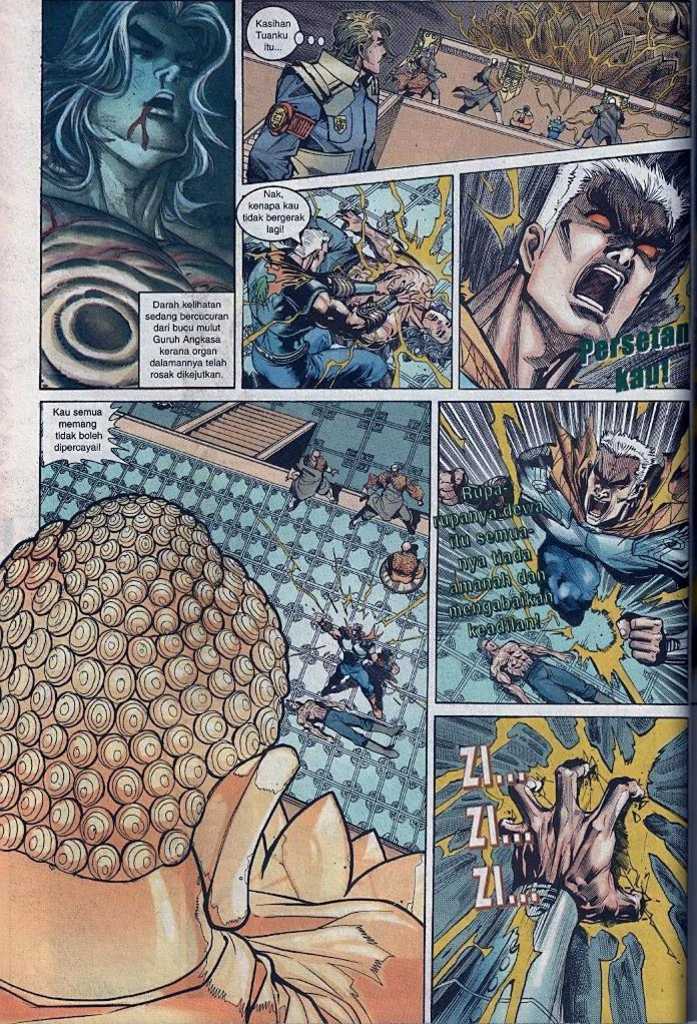 Kasihan
Tuanku
itu...
Darah kelihatan
sedang bercucuran
dari bucu mulut
Guruh Angkasa
kerana organ
dalamannya telah
rosak dikejutkan.
Nak,
kenapa kau
tidak bergerak
lagi!
Persetan
kau!
Kau semua
memang
tidak boleh
dipercayai!
Rupa-
rupanya dewa
itu semua-
nya tiada
amanah dan
mengabaikan
keadilan!
ZI...
ZI...
ZI...